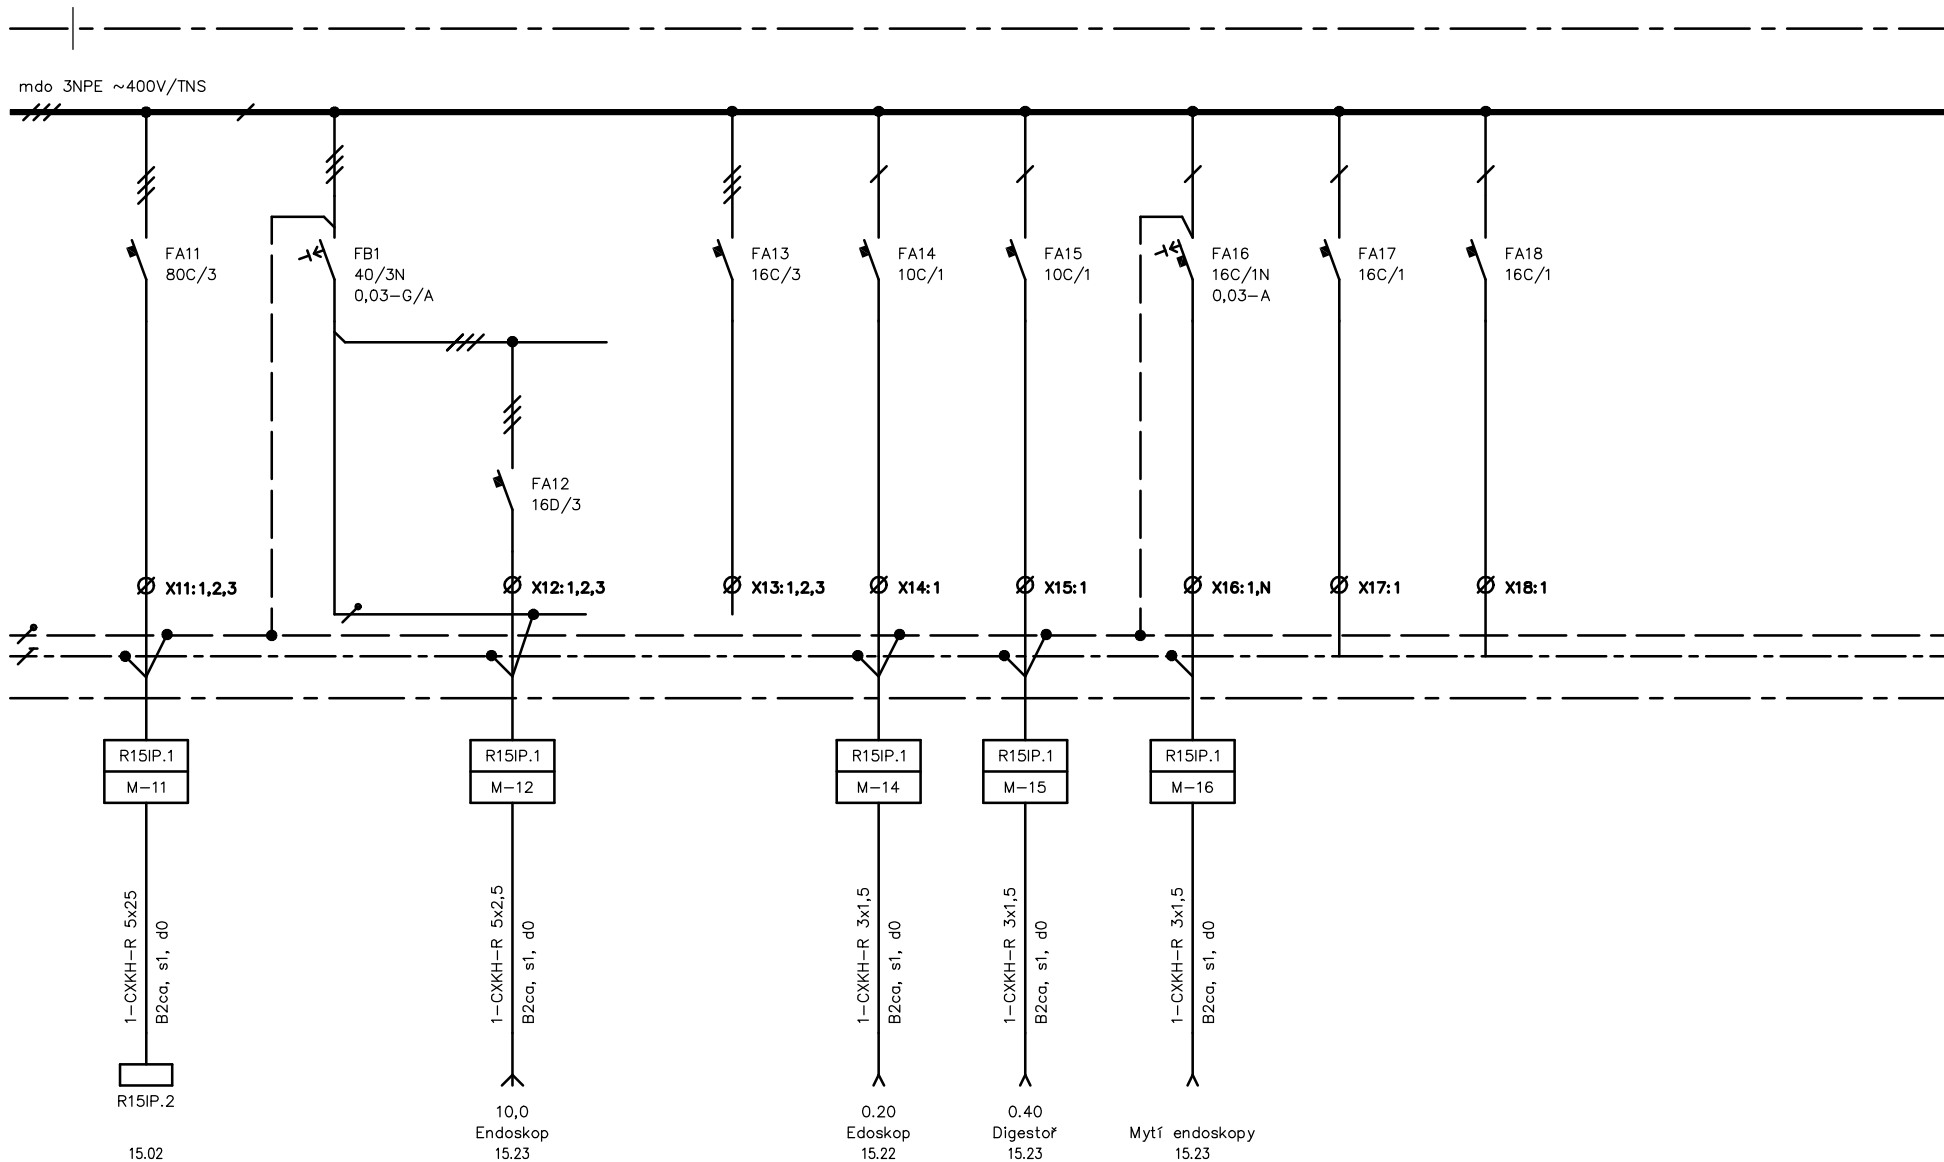 mdo 3NPE ~400V/TNS
FA11
80C/3
FB1
40/3N
0,03-G/A
FA13
16C/3
FA14
10C/1
FA15
10C/1
FA16
16C/1N
0,03-A
FA17
16C/1
FA18
16C/1
FA12
16D/3
X11:1,2,3
X12:1,2,3
X13:1,2,3
X14:1
X15:1
X16:1,N
X17:1
X18:1
R15IP.1
M-11
R15IP.1
M-12
R15IP.1
M-14
R15IP.1
M-15
R15IP.1
M-16
1-CXKH-R 5x25
B2ca, s1, d0
1-CXKH-R 5x2,5
B2ca, s1, d0
1-CXKH-R 3x1,5
B2ca, s1, d0
1-CXKH-R 3x1,5
B2ca, s1, d0
1-CXKH-R 3x1,5
B2ca, s1, d0
R15IP.2
15.02
10,0
Endoskop
15.23
0.20
Edoskop
15.22
0.40
Digestoř
15.23
Mytí endoskopy
15.23